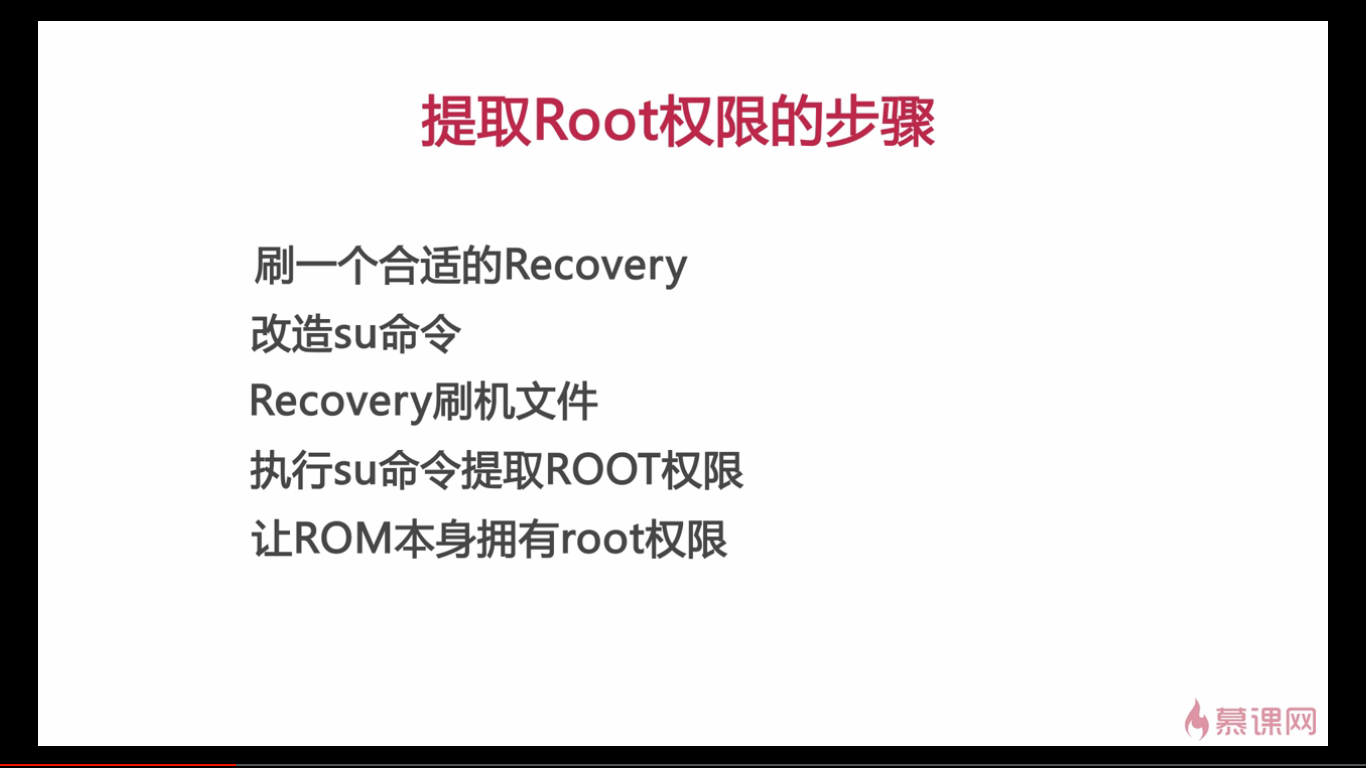 提取Root权限的步骤
刷一个合适的Recovery
改造su命令
Recovery刷机文件
执行su命令提取ROOT权限
让ROM本身拥有root权限
慕课网